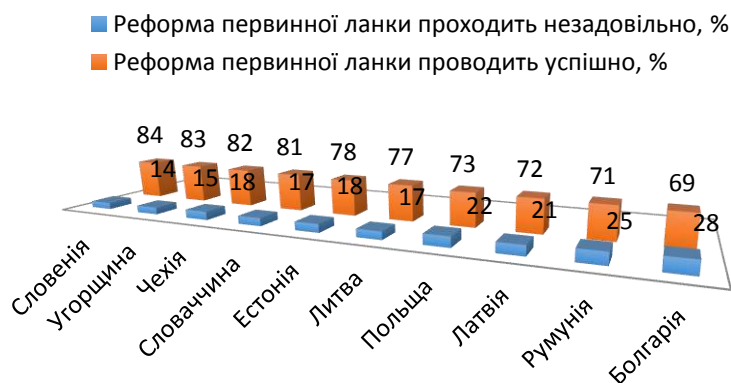 Реформа первинної ланки проходить незадовільно, %
Реформа первинної ланки проводить успішно, %
84 83 82 81 78 77 73 72 71 69
14 15 18 17 18 17 22 21 25 28
Словенія
Угорщина
Чехія
Словаччина
Естонія
Литва
Польща
Латвія
Румунія
Болгарія